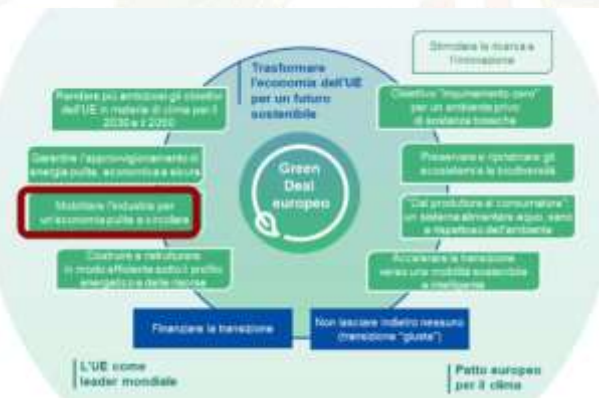 Trasformare
l'economia dell'UE
per un futuro
sostenibile
Stimolare la ricerca e
l'innovazione
Rendere più ambiziosi gli obiettivi
dell'UE in materia di clima per il
2030 e il 2050
Obiettivo "inquinamento zero"
per un ambiente privo
di sostanze tossiche
Garantire l'approvvigionamento di
energia pulita, economica e sicura
Preservare e ripristinare gli
ecosistemi e la biodiversità
Green
Deal
europeo
Mobilitare l'industria per
un'economia pulita e circolare
"Dal produttore al consumatore":
un sistema alimentare equo, sano
e rispettoso dell'ambiente
Costruire e ristrutturare
in modo efficiente sotto il profilo
energetico e delle risorse
Accelerare la transizione
verso una mobilità sostenibile
e intelligente
Finanziare la transizione
Non lasciare indietro nessuno
(transizione "giusta")
L'UE come
leader mondiale
Patto europeo
per il clima